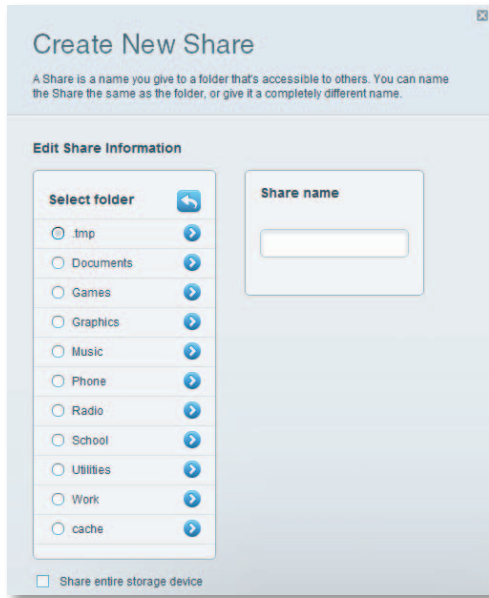 Create New Share
A Share is a name you give to a folder that's accessible to others. You can name
the Share the same as the folder, or give it a completely different name.
Edit Share Information
Select folder
.tmp
Documents
Games
Graphics
Music
Phone
Radio
School
Utilities
Work
cache
Share name
Share entire storage device